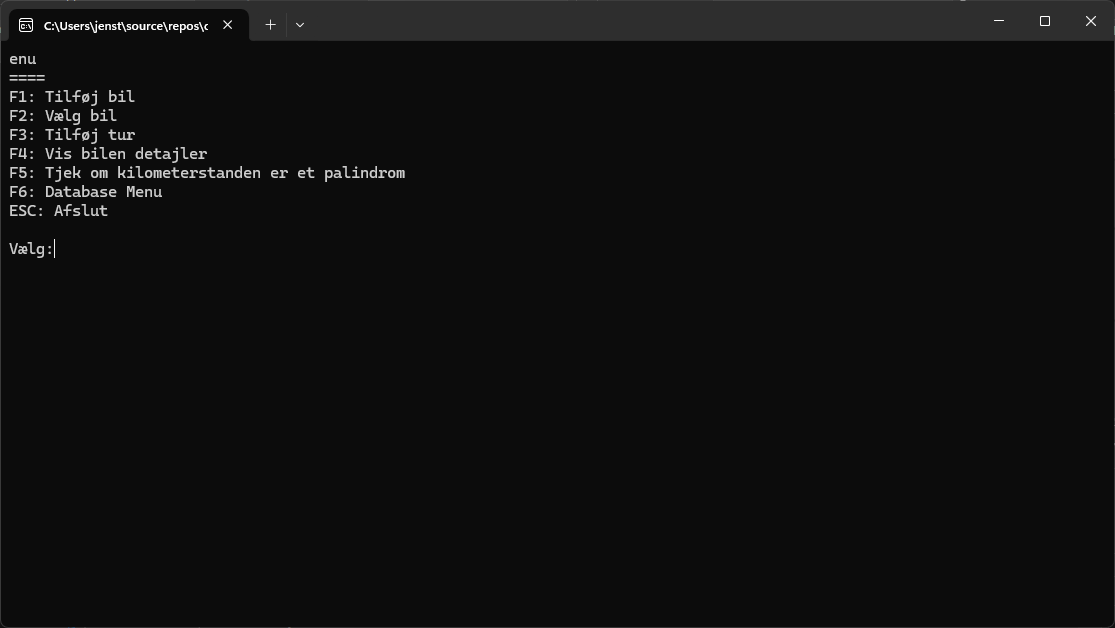 C:\Users\jenst\source\repos\c
enu
====
F1: Tilføj bil
F2: Vælg bil
F3: Tilføj tur
F4: Vis bilen detajler
F5: Tjek om kilometerstanden er et palindrom
F6: Database Menu
ESC: Afslut
Vælg: